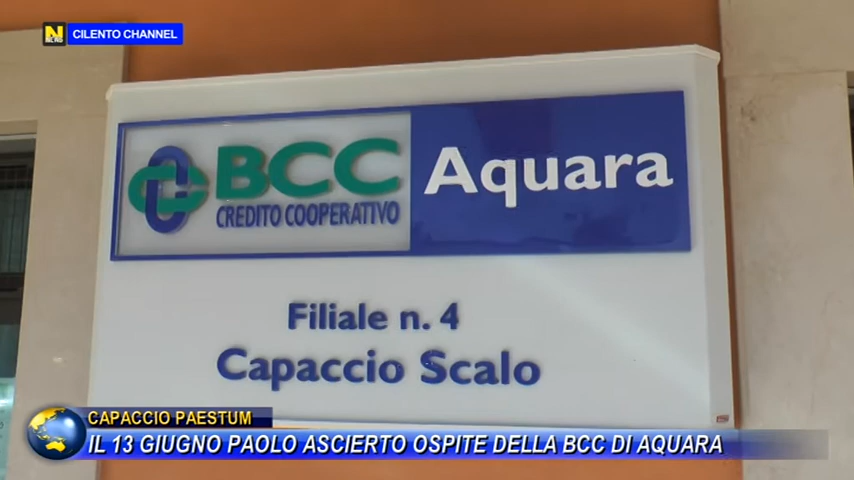 CILENTO CHANNEL
BCC
CREDITO COOPERATIVO
Aquara
Filiale n. 4
Capaccio Scalo
CAPACCIO PAESTUM
IL 13 GIUGNO PAOLO ASCIERTO OSPITE DELLA BCC DI AQUARA